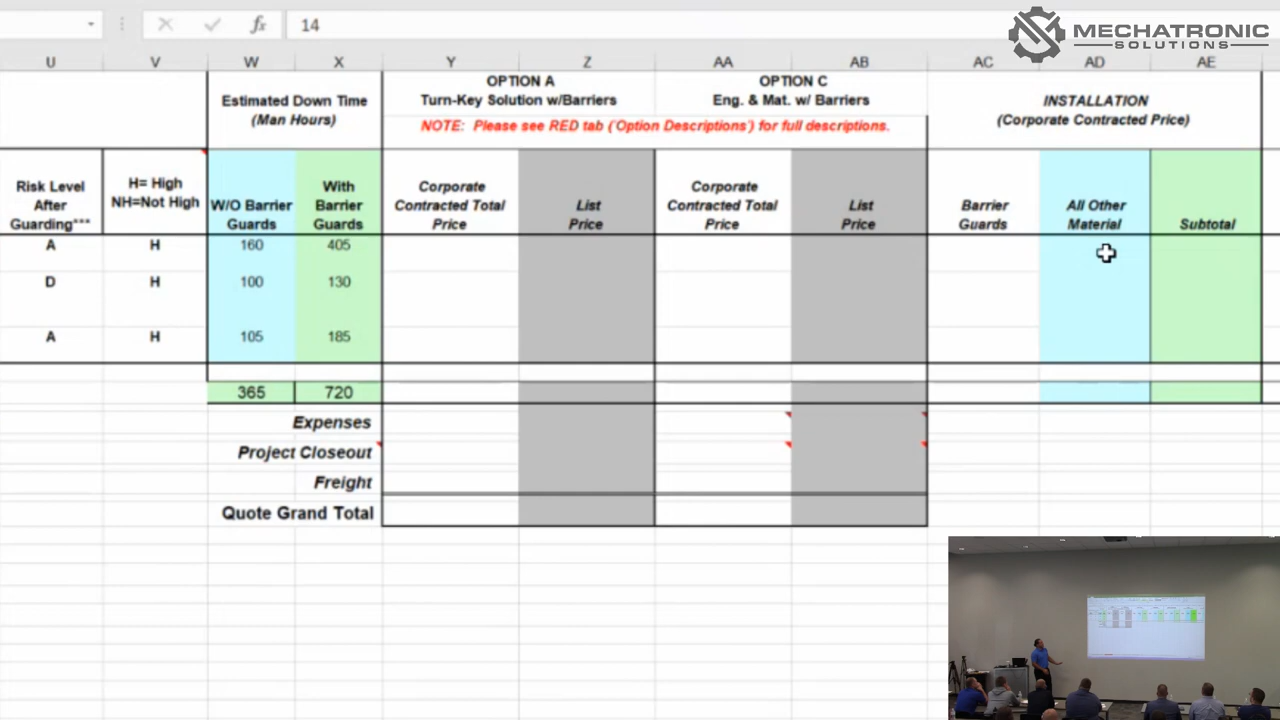 14
MECHATRONIC
SOLUTIONS
U V W X Y Z AA AB AC AD AE
Estimated Down Time
(Man Hours)
OPTION A
Turn-Key Solution w/Barriers
OPTION C
Eng. & Mat. w/ Barriers
NOTE: Please see RED tab ('Option Descriptions') for full descriptions.
INSTALLATION
(Corporate Contracted Price)
Risk Level
After
Guarding***
H= High
NH=Not High
W/O Barrier
Guards
With
Barrier
Guards
Corporate
Contracted Total
Price
List
Price
Corporate
Contracted Total
Price
List
Price
Barrier
Guards
All Other
Material
Subtotal
A H 160 405
D H 100 130
A H 105 185
365 720
Expenses
Project Closeout
Freight
Quote Grand Total